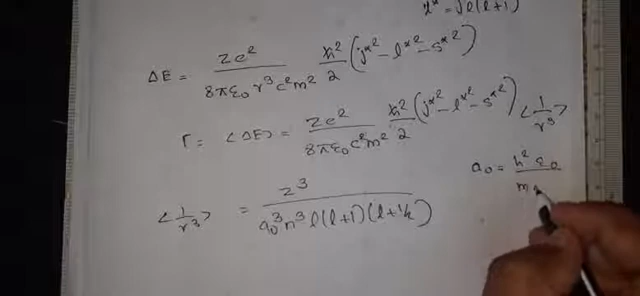 l* = √l(l+1)
ΔE = Ze² / 8πε₀r³c²m² ħ²/2 (j*² - l*² - s*²)
Γ = <ΔE> = Ze² / 8πε₀c²m² ħ²/2 (j*² - l*² - s*²) <1/r³>
<1/r³> = Z³ / a₀³n³l(l+1)(l+½)
a₀ = h²ε₀ / m